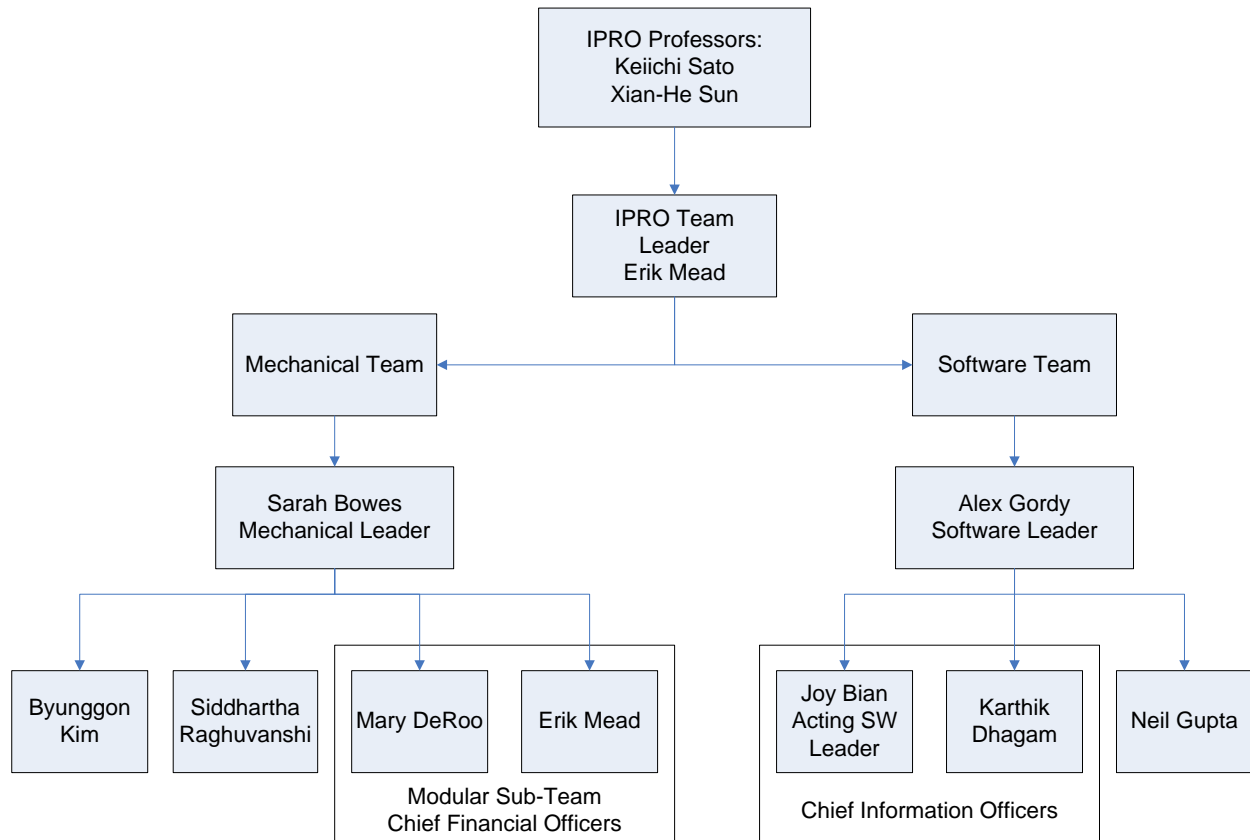 IPRO Professors:
Keiichi Sato
Xian-He Sun
IPRO Team
Leader
Erik Mead
Mechanical Team
Software Team
Sarah Bowes
Mechanical Leader
Alex Gordy
Software Leader
Byunggon
Kim
Siddhartha
Raghuvanshi
Mary DeRoo
Erik Mead
Modular Sub-Team
Chief Financial Officers
Joy Bian
Acting SW
Leader
Karthik
Dhagam
Chief Information Officers
Neil Gupta